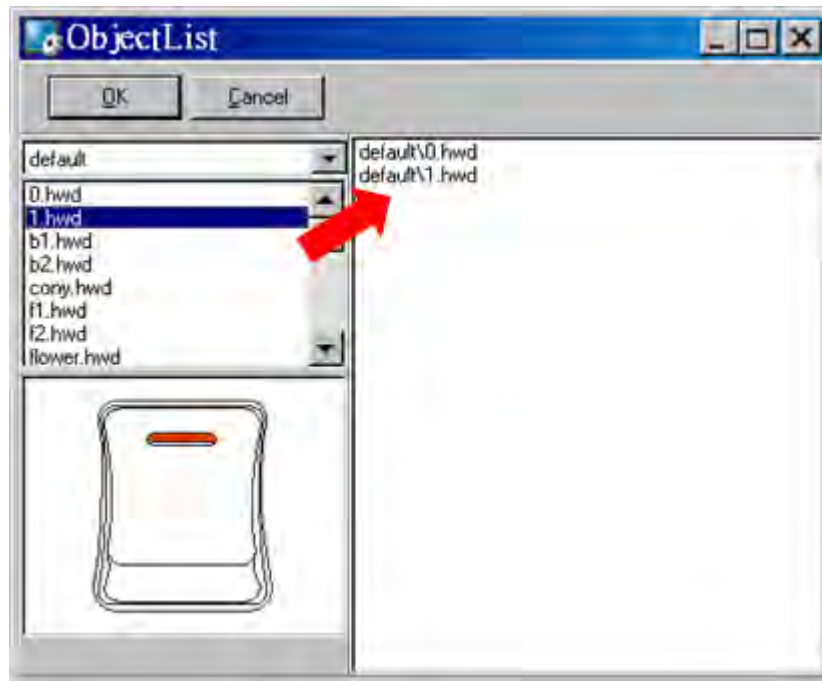 ObjectList
OK
Cancel
default
0.hwd
1.hwd
b1.hwd
b2.hwd
cony.hwd
f1.hwd
f2.hwd
flower.hwd
default\0.hwd
default\1.hwd